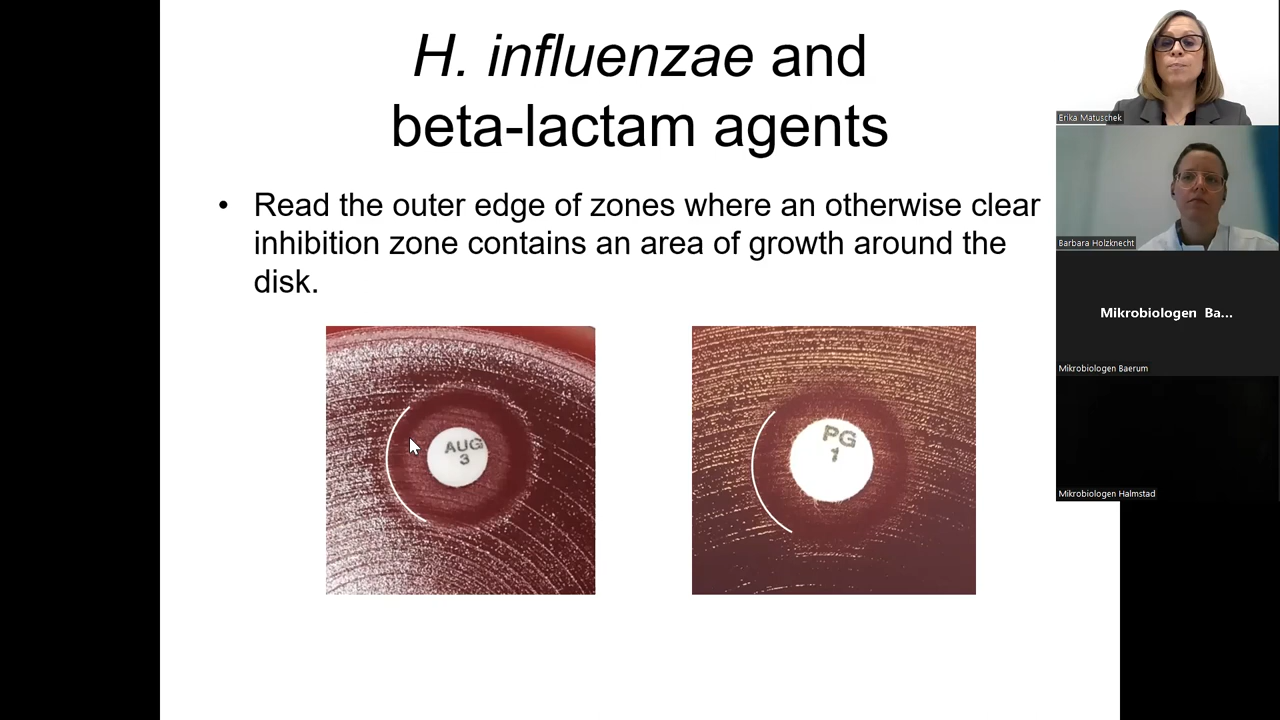 H. influenzae and
beta-lactam agents
• Read the outer edge of zones where an otherwise clear
inhibition zone contains an area of growth around the
disk.
AUG
3
PG
1
Erika Matuschek
Barbara Holzknecht
Mikrobiologen Ba...
Mikrobiologen Baerum
Mikrobiologen Halmstad